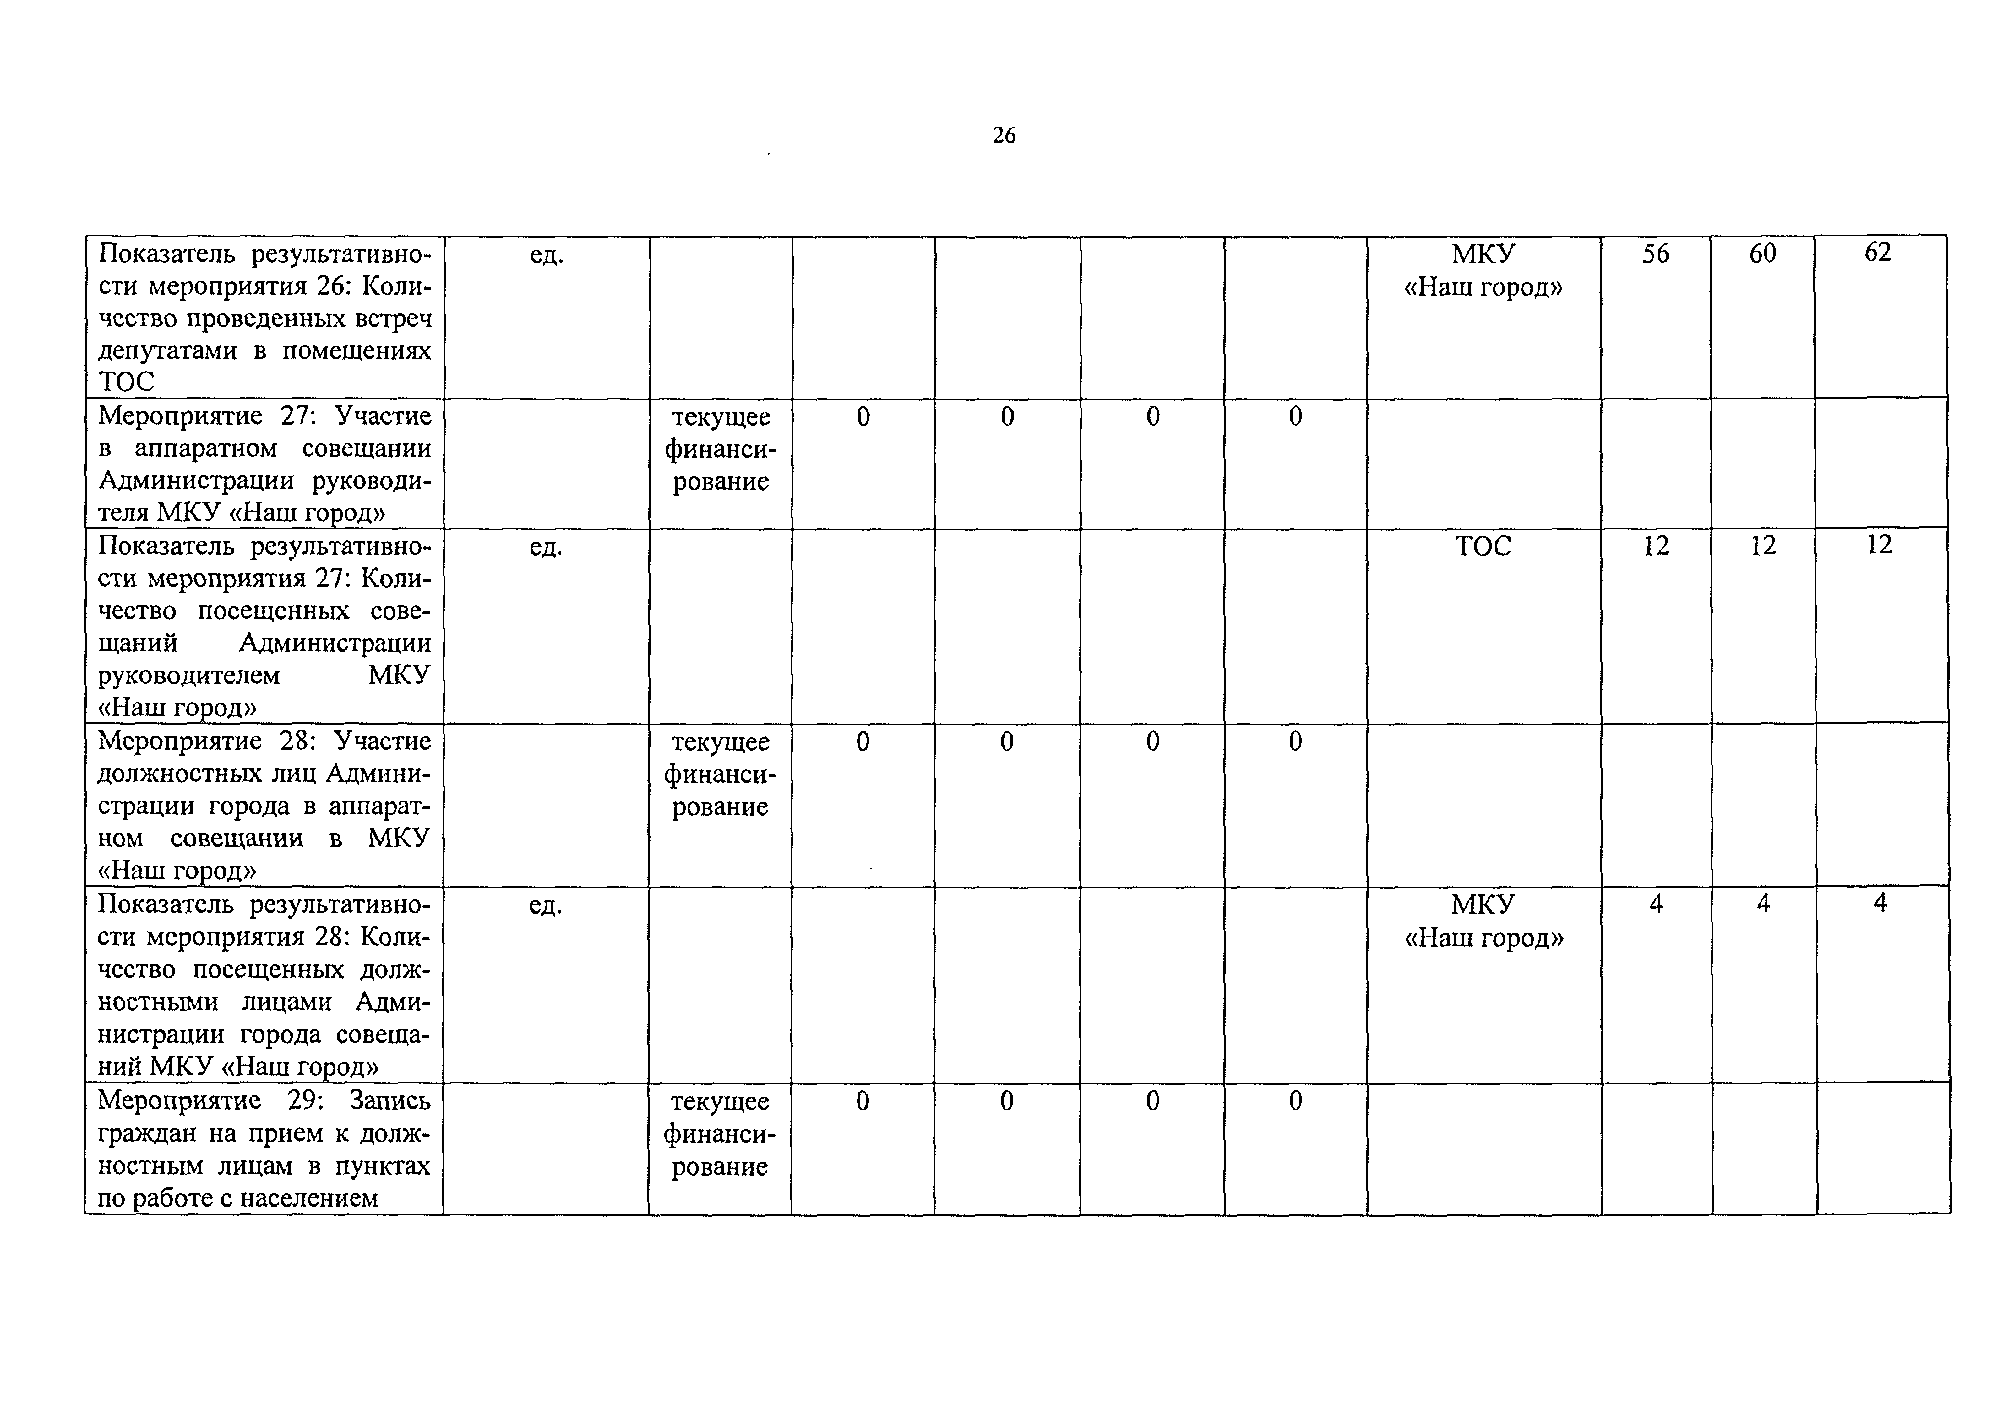 26
Показатель результативно- ед. МКУ 56 60 62
сти мероприятия 26: Коли- «Наш город»
чество проведенных встреч
депутатами в помещениях
ТОС
Мероприятие 27: Участие текущее 0 0 0 0
в аппаратном совещании финанси-
Администрации руководи- рование
теля МКУ «Наш город»
Показатель результативно- ед. ТОС 12 12 12
сти мероприятия 27: Коли-
чество посещенных сове-
щаний Администрации
руководителем МКУ
«Наш город»
Мероприятие 28: Участие текущее 0 0 0 0
должностных лиц Админи- финанси-
страции города в аппарат- рование
ном совещании в МКУ
«Наш город»
Показатель результативно- ед. МКУ 4 4 4
сти мероприятия 28: Коли- «Наш город»
чество посещенных долж-
ностными лицами Адми-
нистрации города совеща-
ний МКУ «Наш город»
Мероприятие 29: Запись текущее 0 0 0 0
граждан на прием к долж- финанси-
ностным лицам в пунктах рование
по работе с населением